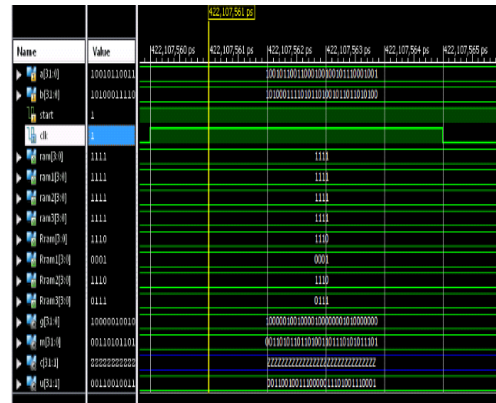 422,107,561 ps
Name Value 422,107,560 ps 422,107,561 ps 422,107,562 ps 422,107,563 ps 422,107,564 ps 422,107,565 ps
a[31:0] 10010110011
b[31:0] 10100011110
start 1
clk 1
ram[3:0] 1111 1111
ram1[3:0] 1111 1111
ram2[3:0] 1111 1111
ram3[3:0] 1111 1111
Rram[3:0] 1110 1110
Rram1[3:0] 0001 0001
Rram2[3:0] 1110 1110
Rram3[3:0] 0111 0111
g[31:0] 10000010010
m[31:0] 00110101101
c[31:1] ZZZZZZZZZZZ
u[31:1] 00110010011